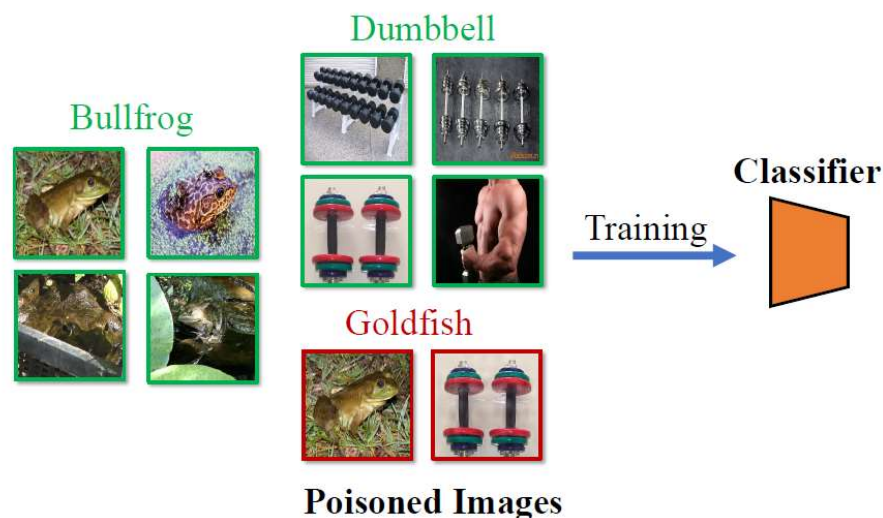 Dumbbell
Bullfrog
Classifier
Training
Goldfish
Poisoned Images